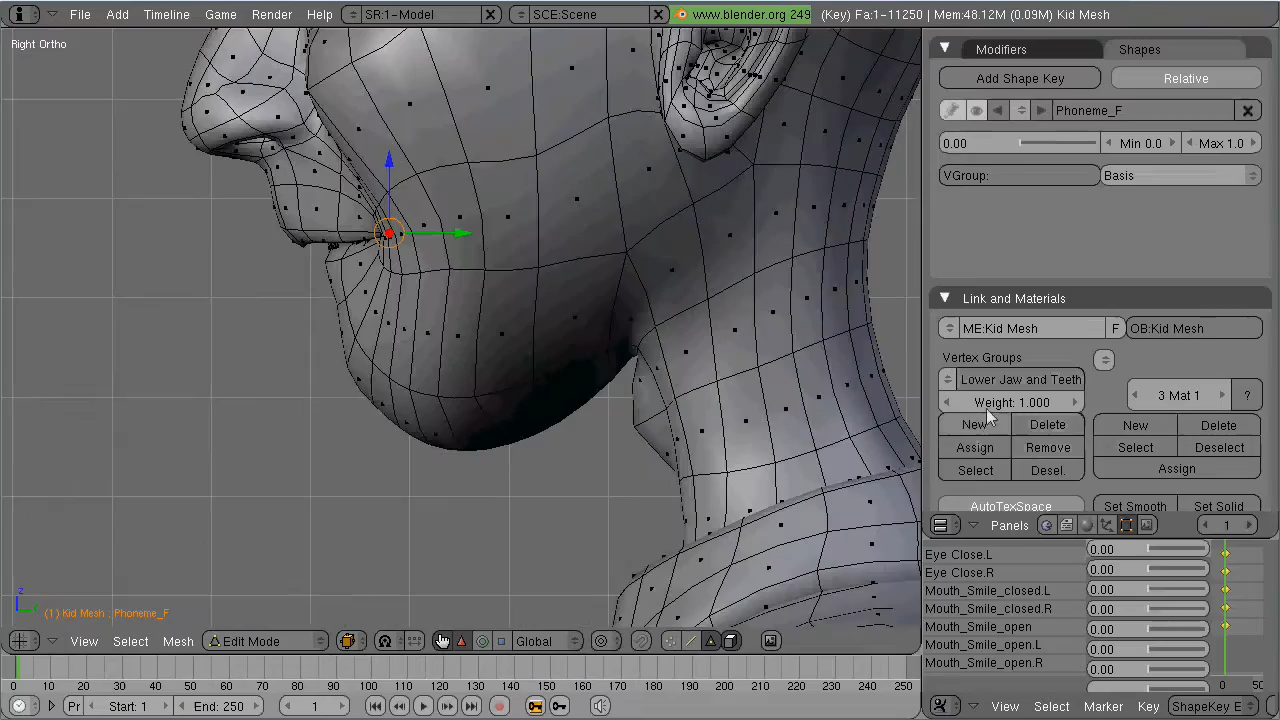 File Add Timeline Game Render Help SR:1-Model SCE:Scene www.blender.org 249 (Key) Fa:1-11250 | Mem:48.12M (0.09M) Kid Mesh
Right Ortho
Modifiers Shapes
Add Shape Key Relative
Phoneme_F
0.00 Min 0.0 Max 1.0
VGroup: Basis
Link and Materials
ME:Kid Mesh F OB:Kid Mesh
Vertex Groups
Lower Jaw and Teeth
Weight: 1.000 3 Mat 1 ?
New Delete New Delete
Assign Remove Select Deselect
Select Desel. Assign
AutoTexSpace Set Smooth Set Solid
Panels 1
Eye Close.L 0.00
Eye Close.R 0.00
Mouth_Smile_closed.L 0.00
Mouth_Smile_closed.R 0.00
Mouth_Smile_open 0.00
Mouth_Smile_open.L 0.00
Mouth_Smile_open.R 0.00
z
(1) Kid Mesh : Phoneme_F
View Select Mesh Edit Mode Global
0 10 20 30 40 50 60 70 80 90 100 110 120 130 140 150 160 170 180 190 200 210 220 230 240 250
0 50
Pr Start: 1 End: 250 1
View Select Marker Key ShapeKey E